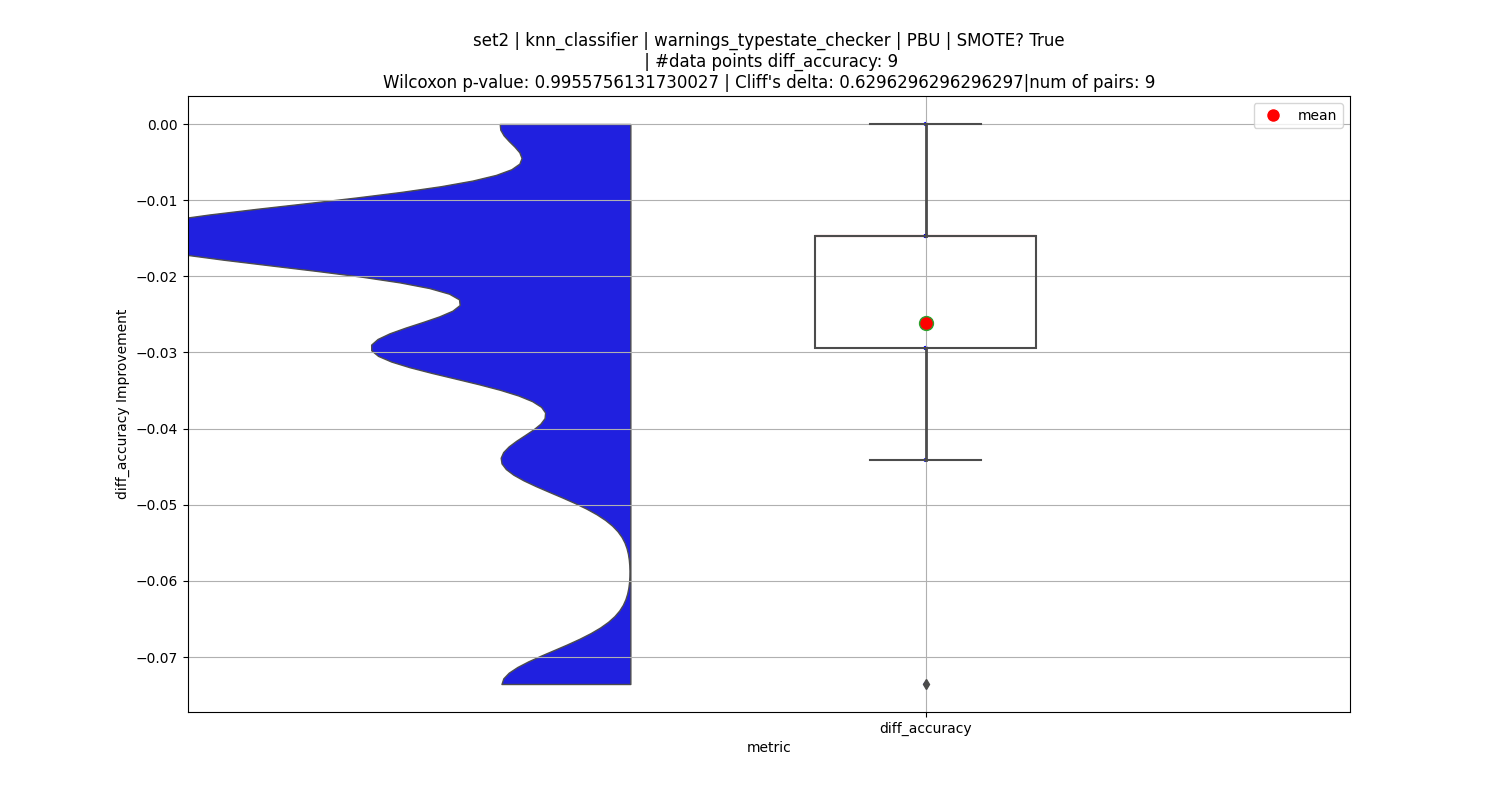 set2 | knn_classifier | warnings_typestate_checker | PBU | SMOTE? True
| #data points diff_accuracy: 9
Wilcoxon p-value: 0.9955756131730027 | Cliff's delta: 0.6296296296296297|num of pairs: 9
mean
0.00
−0.01
−0.02
−0.03
−0.04
−0.05
−0.06
−0.07
diff_accuracy Improvement
diff_accuracy
metric